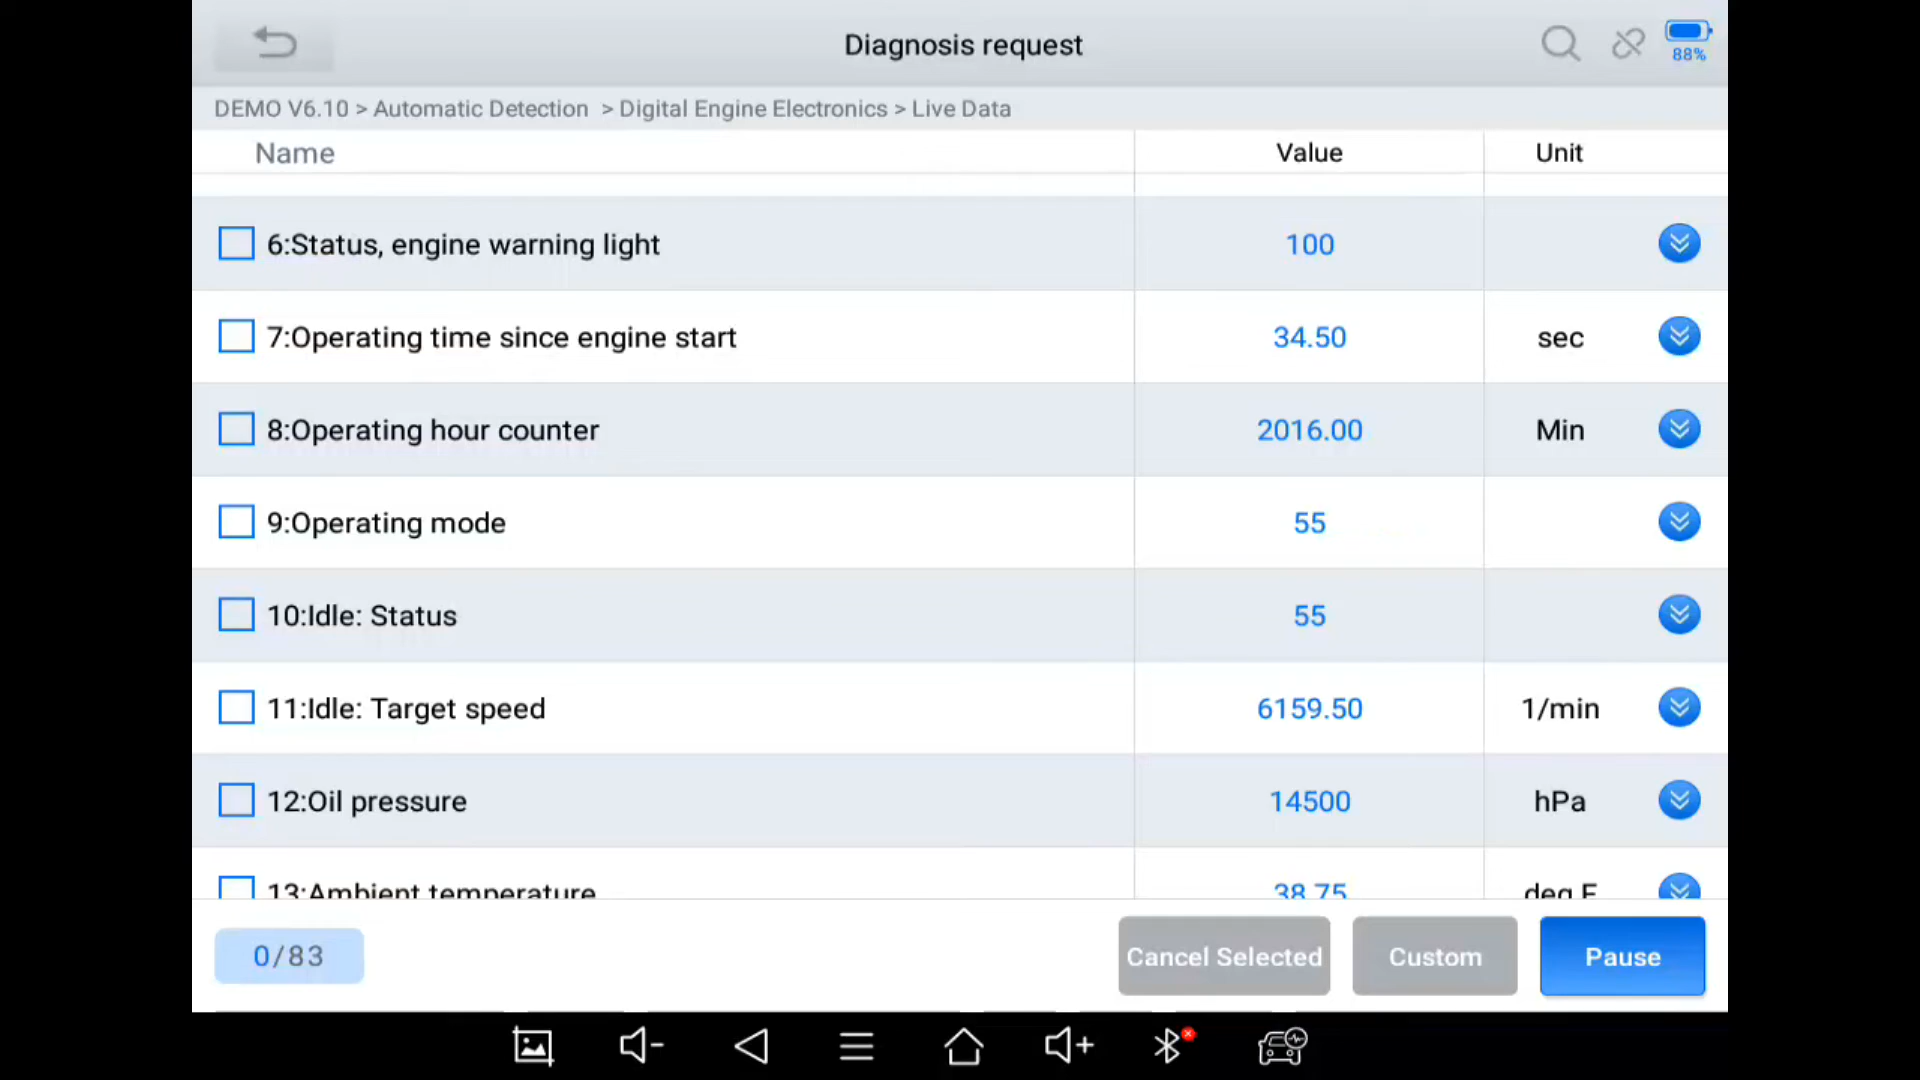 Diagnosis request
88%
DEMO V6.10 > Automatic Detection > Digital Engine Electronics > Live Data
Name Value Unit
6:Status, engine warning light 100
7:Operating time since engine start 34.50 sec
8:Operating hour counter 2016.00 Min
9:Operating mode 55
10:Idle: Status 55
11:Idle: Target speed 6159.50 1/min
12:Oil pressure 14500 hPa
13:Ambient temperature 38.75 deg F
0/83 Cancel Selected Custom Pause